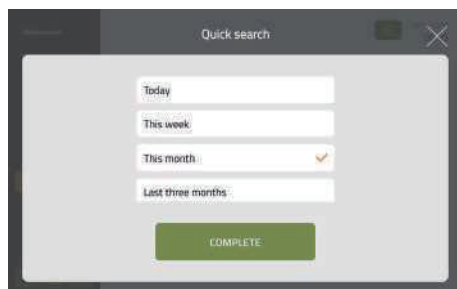 Quick search
Today
This week
This month
Last three months
COMPLETE